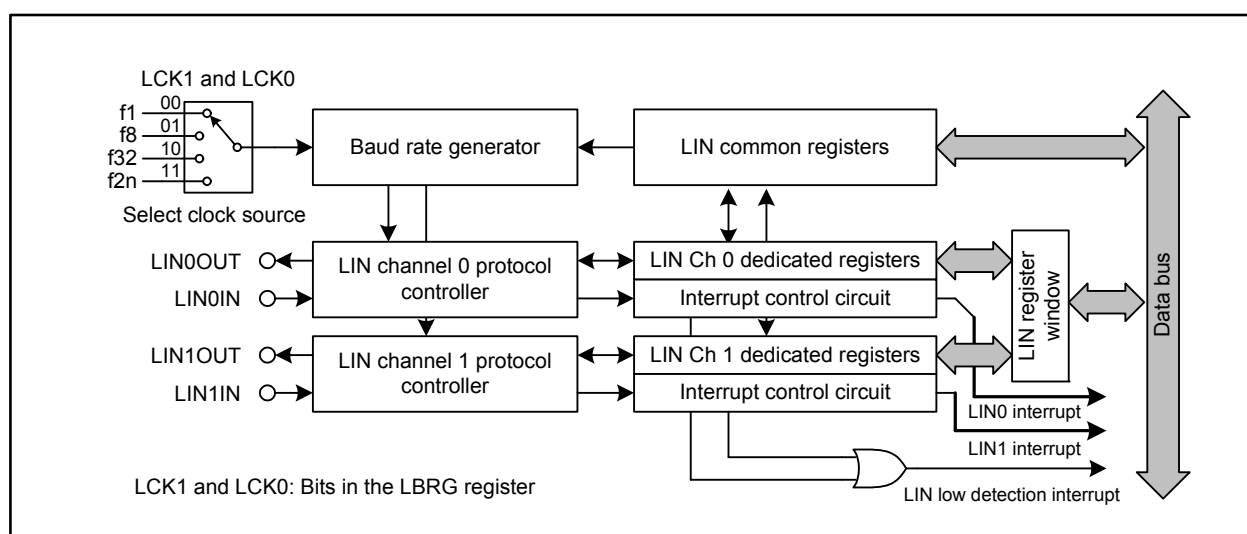 LCK1 and LCK0
f1
00
f8
01
f32
10
f2n
11
Select clock source
Baud rate generator
LIN common registers
LIN0OUT
LIN0IN
LIN channel 0 protocol
controller
LIN Ch 0 dedicated registers
Interrupt control circuit
LIN1OUT
LIN1IN
LIN channel 1 protocol
controller
LIN Ch 1 dedicated registers
Interrupt control circuit
LIN register
window
Data bus
LIN0 interrupt
LIN1 interrupt
LIN low detection interrupt
LCK1 and LCK0: Bits in the LBRG register